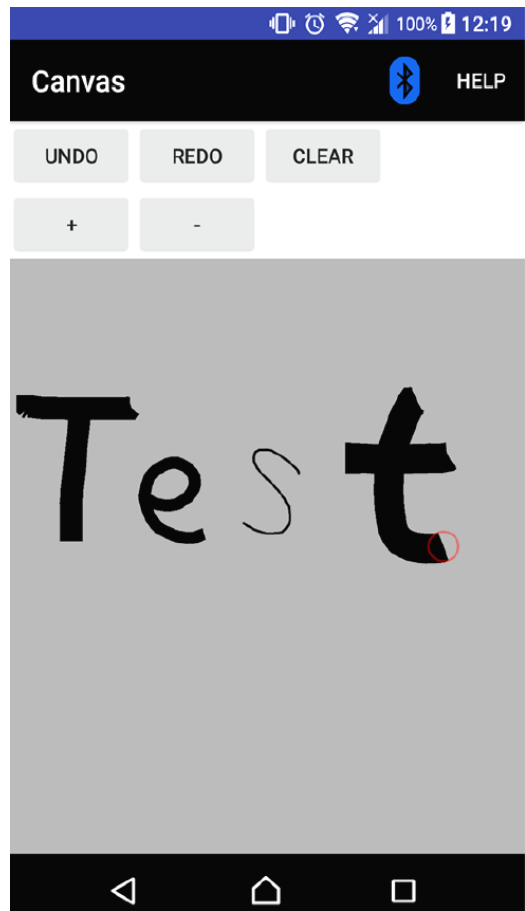 100% 12:19
Canvas HELP
UNDO REDO CLEAR
+ -
Test